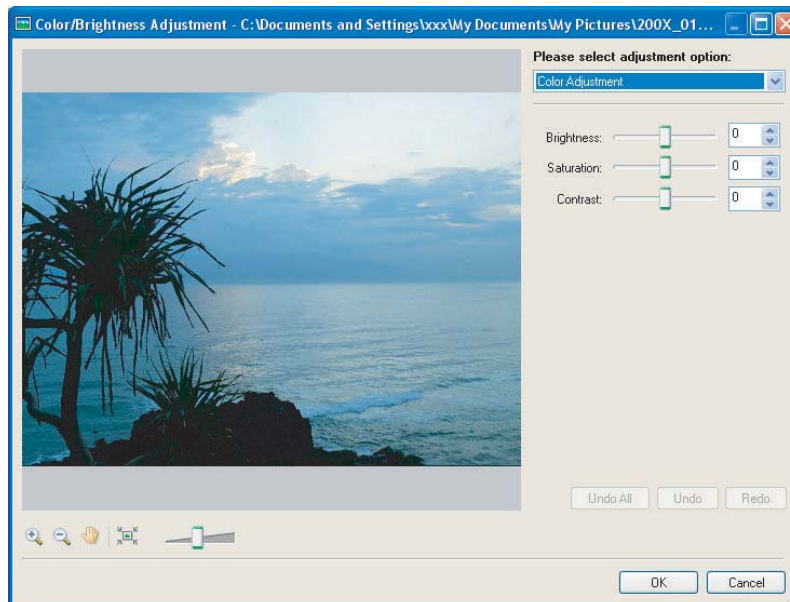 Color/Brightness Adjustment - C:\Documents and Settings\xxx\My Documents\My Pictures\200X_01...
Please select adjustment option:
Color Adjustment
Brightness: 0
Saturation: 0
Contrast: 0
Undo All Undo Redo
OK Cancel